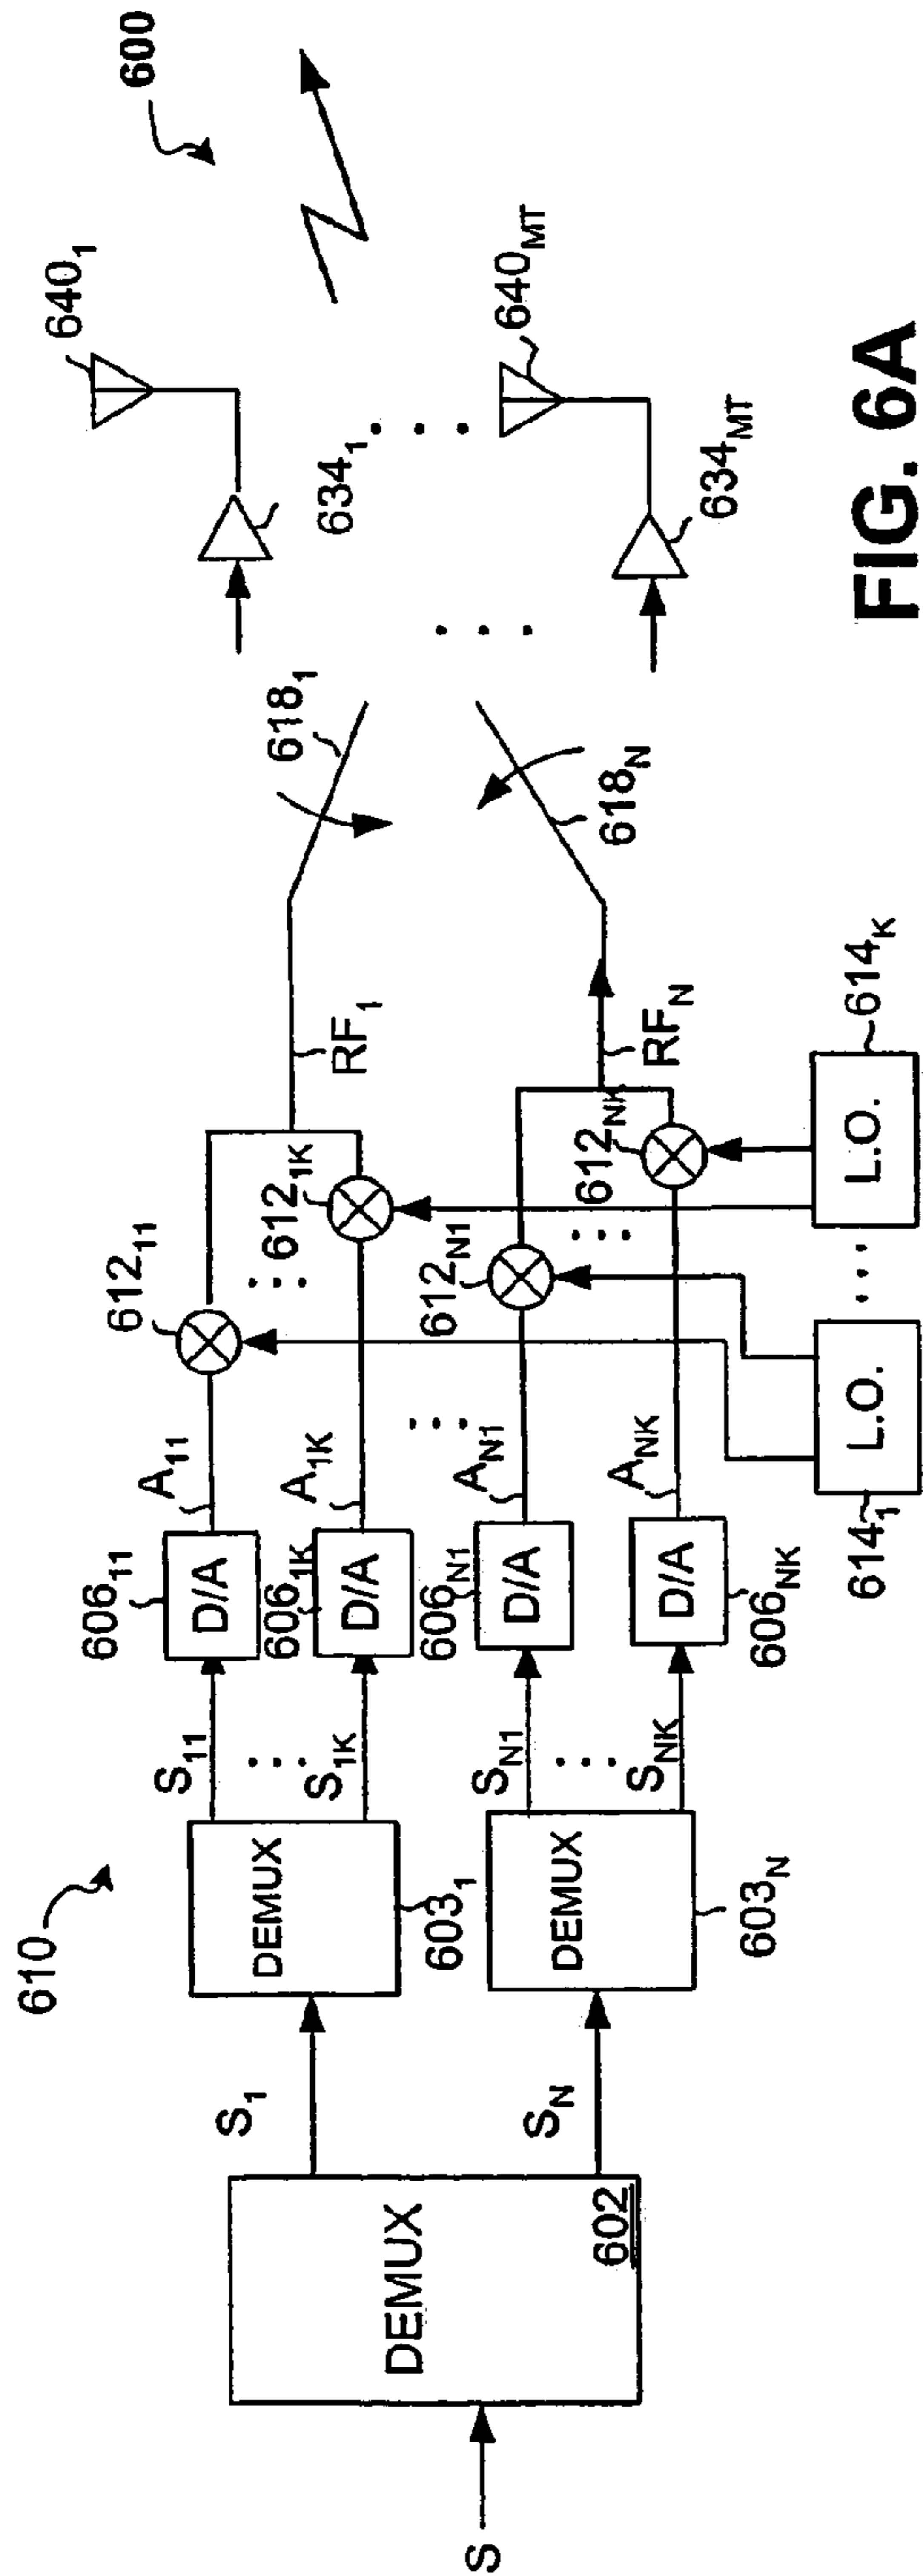 600
640₁
634₁
640MT
634MT
618₁
618N
RF₁
RFN
612₁₁
612₁K
612N1
612NK
614₁
L.O.
614K
L.O.
A₁₁
A₁K
AN1
ANK
606₁₁
D/A
606₁K
D/A
606N1
D/A
606NK
D/A
S₁₁
S₁K
SN1
SNK
610
DEMUX
603₁
DEMUX
603N
S₁
SN
DEMUX
602
S
FIG. 6A